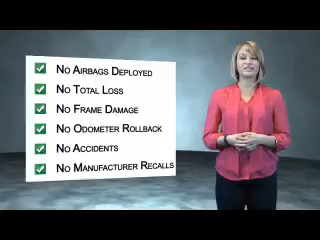 No Airbags Deployed
No Total Loss
No Frame Damage
No Odometer Rollback
No Accidents
No Manufacturer Recalls